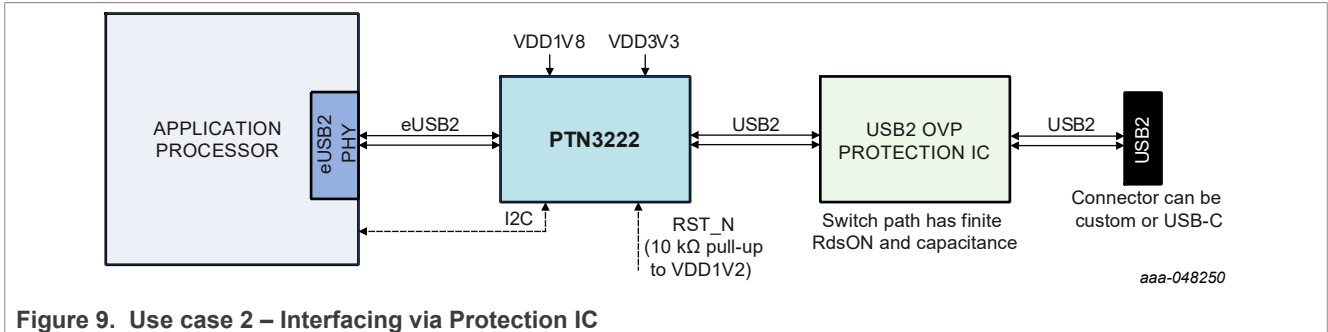 VDD1V8
VDD3V3
APPLICATION
PROCESSOR
eUSB2
PHY
eUSB2
PTN3222
USB2
USB2 OVP
PROTECTION IC
USB2
USB2
I2C
RST_N
(10 kΩ pull-up
to VDD1V2)
Switch path has finite
RdsON and capacitance
Connector can be
custom or USB-C
aaa-048250
Figure 9. Use case 2 – Interfacing via Protection IC